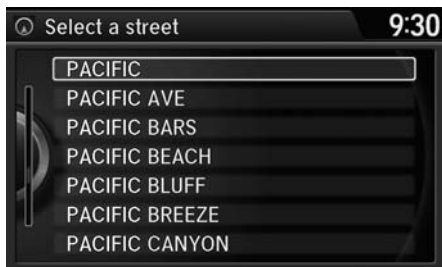 Select a street
9:30
PACIFIC
PACIFIC AVE
PACIFIC BARS
PACIFIC BEACH
PACIFIC BLUFF
PACIFIC BREEZE
PACIFIC CANYON